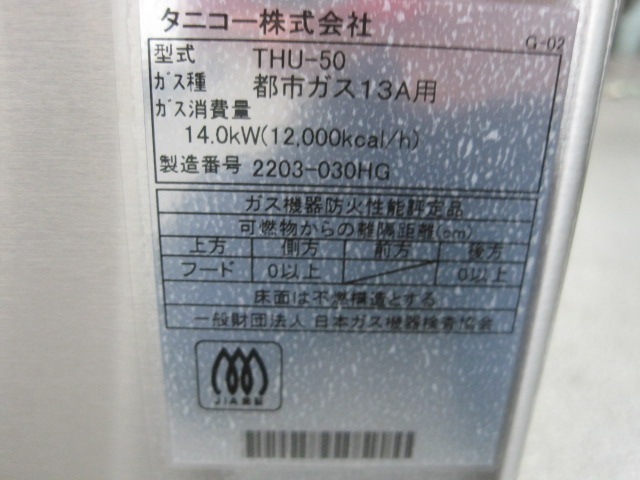 タニコー株式会社
G-02
型式 THU-50
ガス種 都市ガス13A用
ガス消費量
14.0kW(12,000kcal/h)
製造番号 2203-030HG
ガス機器防火性能評定品
可燃物からの離隔距離(cm)
上方 側方 前方 後方
フード 0以上 0以上
床面は不燃構造とする
一般財団法人 日本ガス機器検査協会
JIA認証